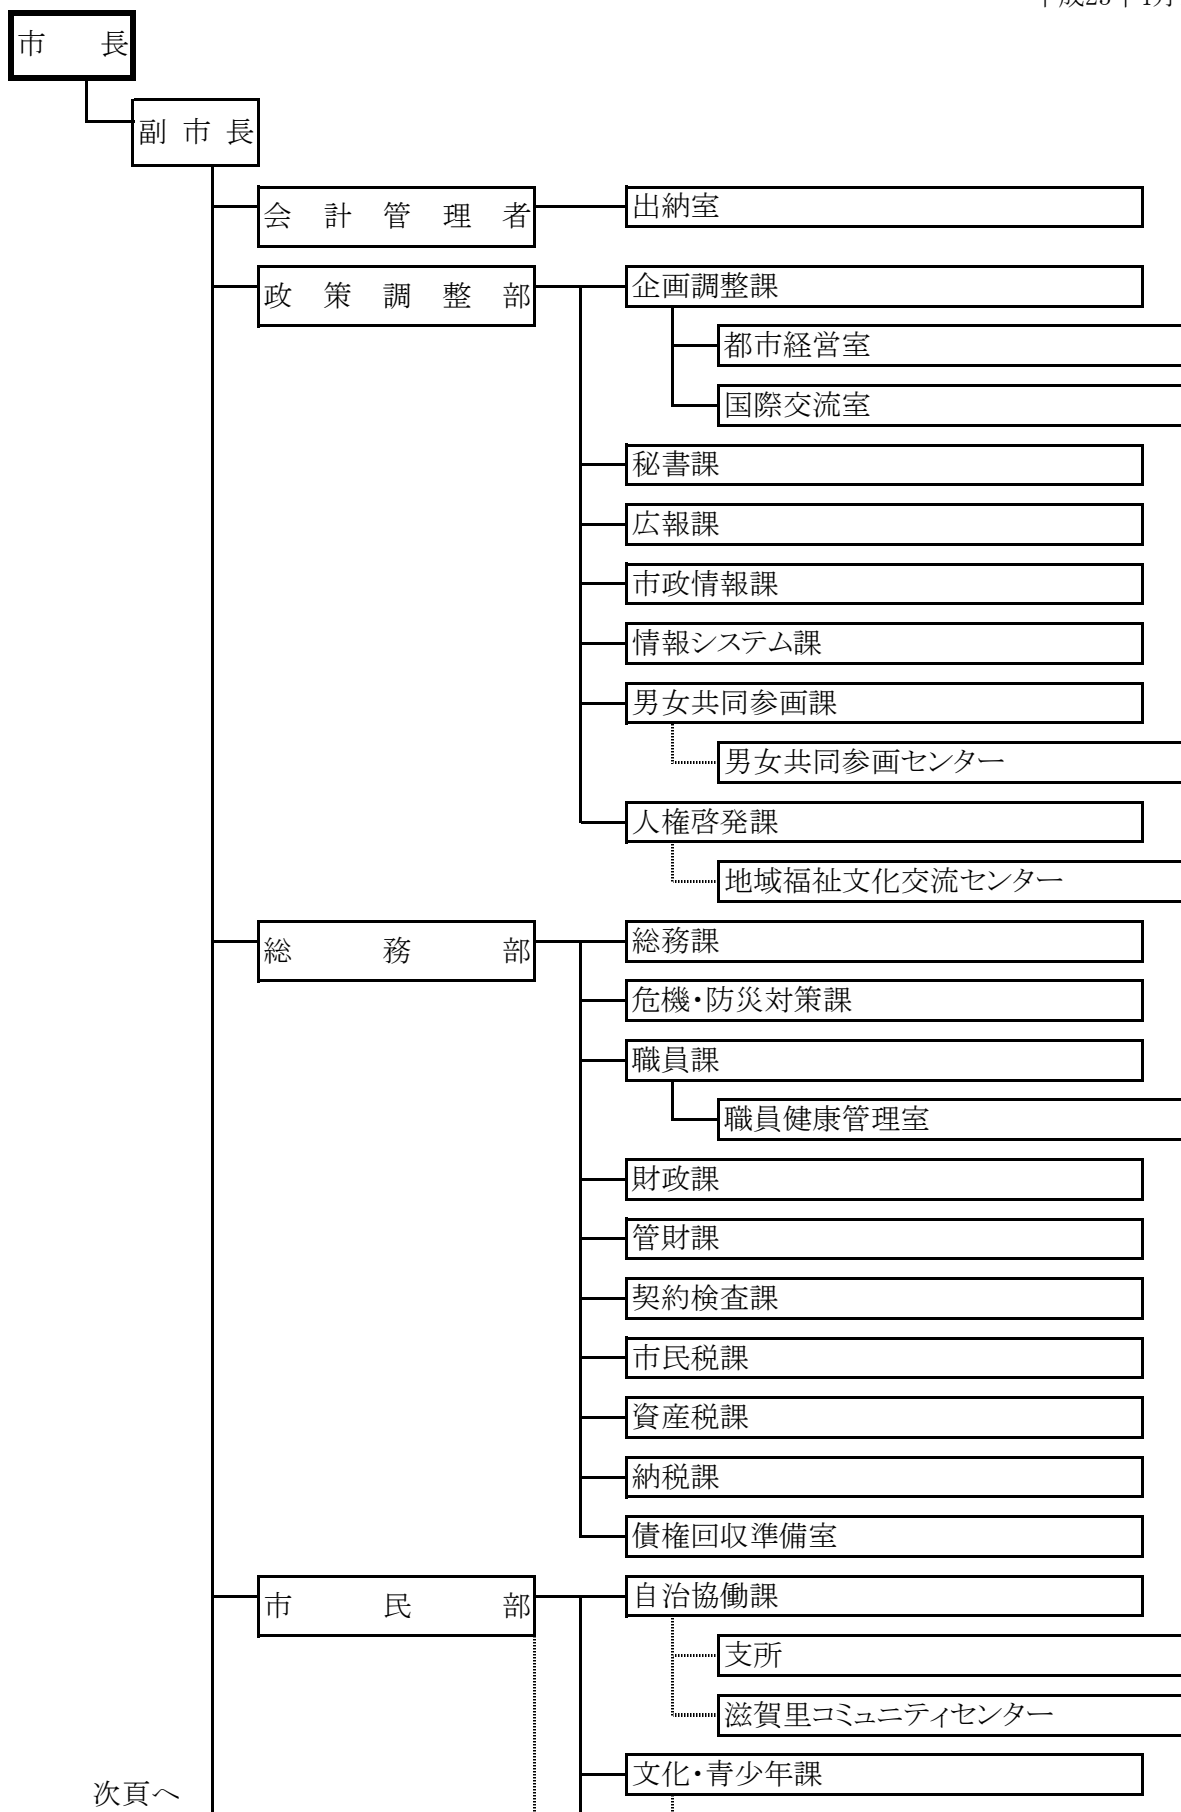 市長
副市長
会計管理者
出納室
政策調整部
企画調整課
都市経営室
国際交流室
秘書課
広報課
市政情報課
情報システム課
男女共同参画課
男女共同参画センター
人権啓発課
地域福祉文化交流センター
総務部
総務課
危機・防災対策課
職員課
職員健康管理室
財政課
管財課
契約検査課
市民税課
資産税課
納税課
債権回収準備室
市民部
自治協働課
支所
滋賀里コミュニティセンター
文化・青少年課
次頁へ